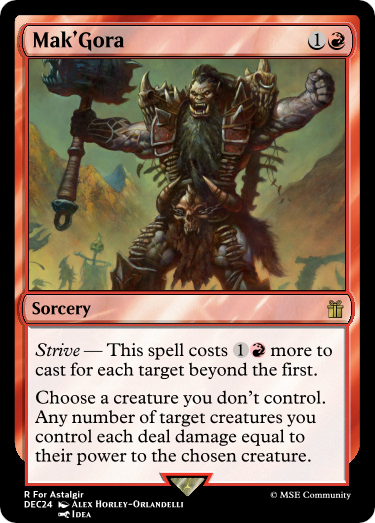 Mak’Gora 1
Sorcery
Strive — This spell costs 1 more to
cast for each target beyond the first.
Choose a creature you don’t control.
Any number of target creatures you
control each deal damage equal to
their power to the chosen creature.
R For Astalgir
DEC24 Alex Horley-Orlandelli
Idea
© MSE Community